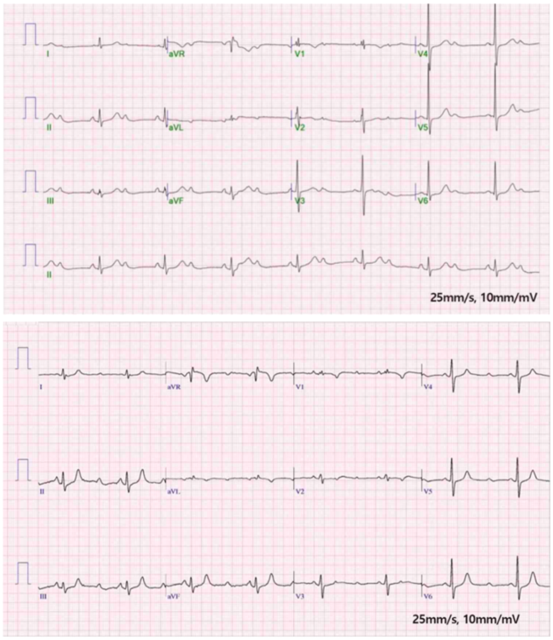 I aVR V1 V4
II aVL V2 V5
III aVF V3 V6
II
25mm/s, 10mm/mV
I aVR V1 V4
II aVL V2 V5
III aVF V3 V6
25mm/s, 10mm/mV